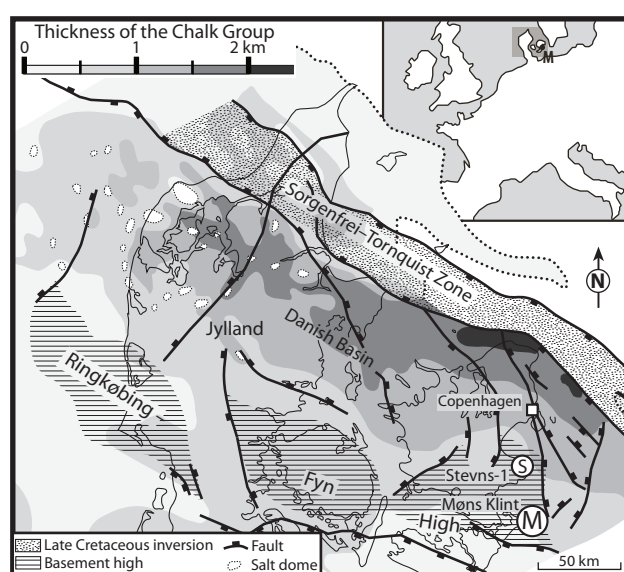 Thickness of the Chalk Group
0 1 2 km
M
Sorgenfrei–Tornquist Zone
N
Jylland
Danish Basin
Ringkøbing
Copenhagen
Fyn
Stevns-1
S
Møns Klint
M
High
Late Cretaceous inversion
Fault
Basement high
Salt dome
50 km